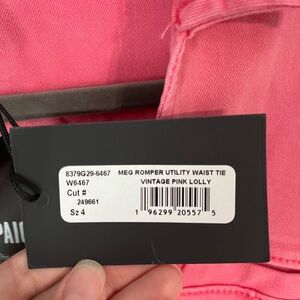 8379G29-6467 MEG ROMPER UTILITY WAIST TIE
W6467 VINTAGE PINK LOLLY
Cut #
249661
Sz 4
1 96299 20557 5
PAIG